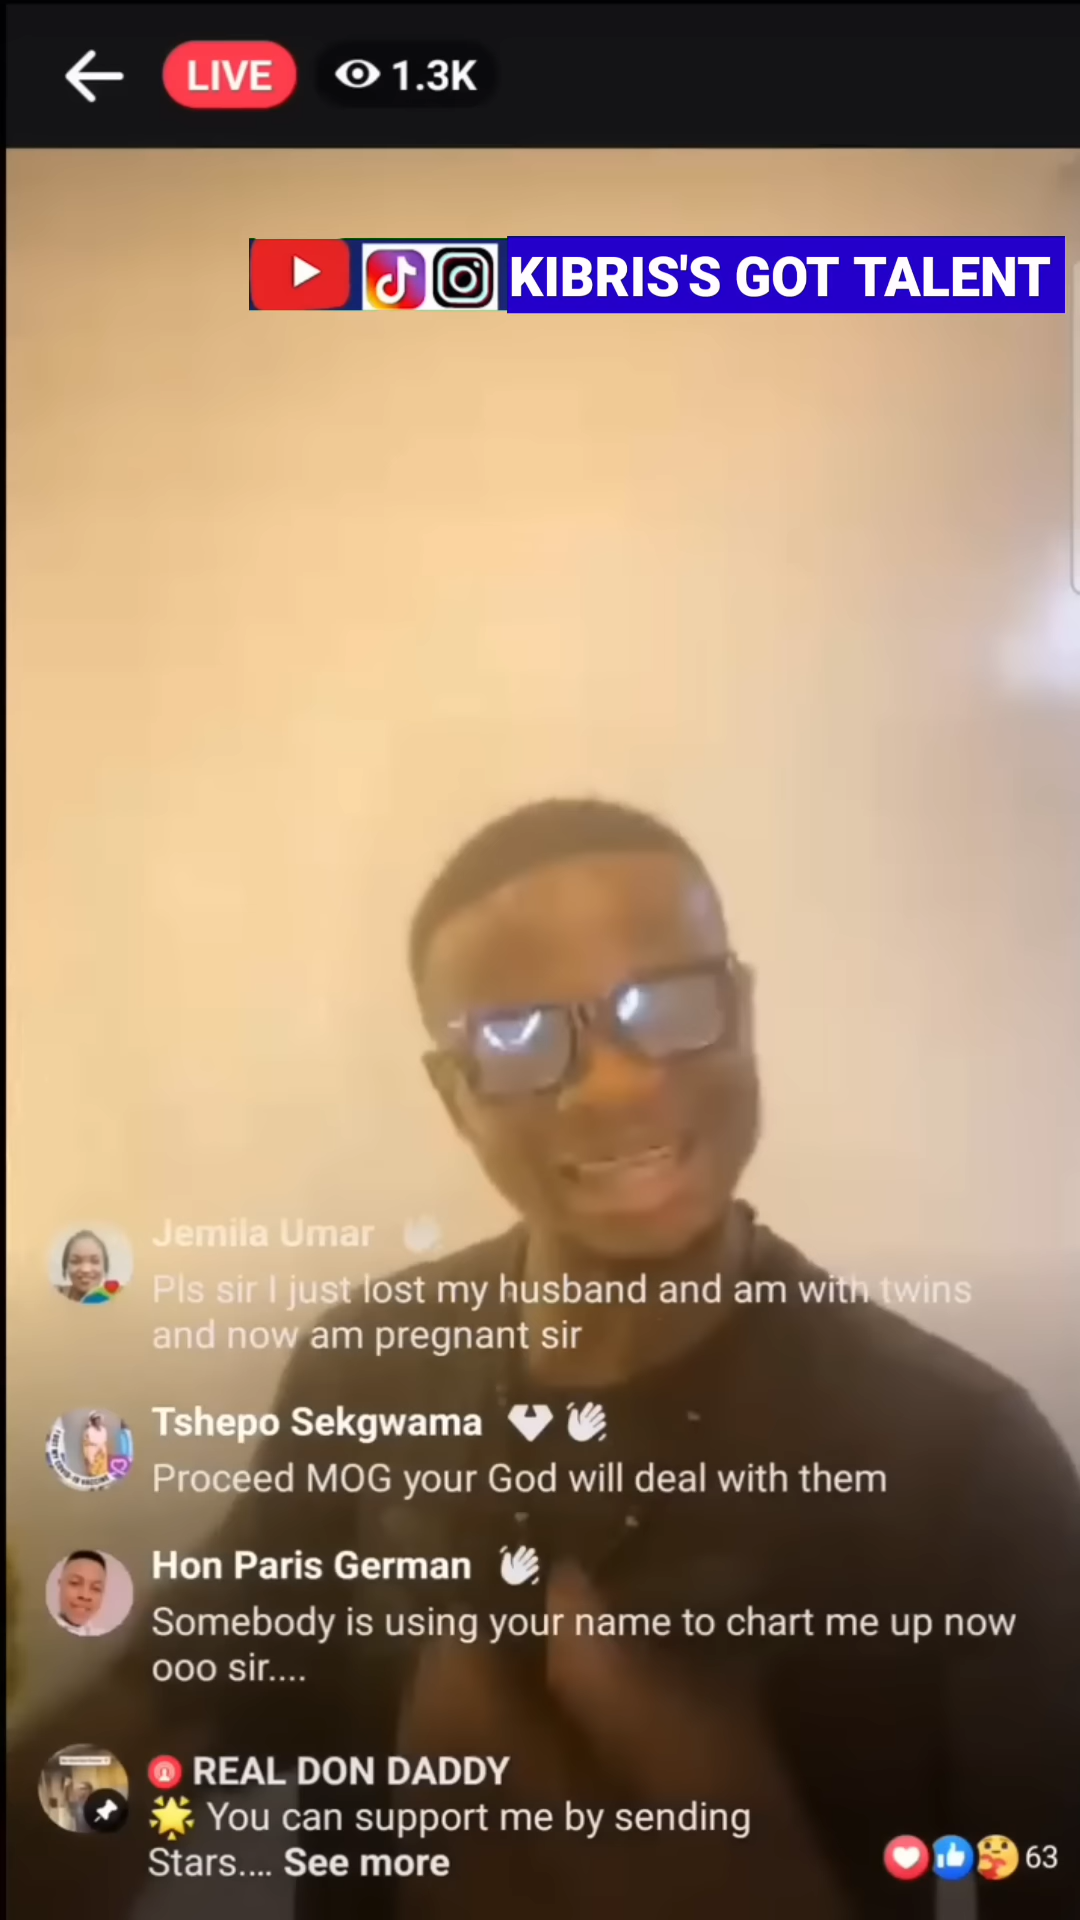 LIVE 1.3K
KIBRIS'S GOT TALENT
Jemila Umar
Pls sir I just lost my husband and am with twins
and now am pregnant sir
Tshepo Sekgwama
Proceed MOG your God will deal with them
Hon Paris German
Somebody is using your name to chart me up now
ooo sir....
REAL DON DADDY
🌟 You can support me by sending
Stars.... See more
63